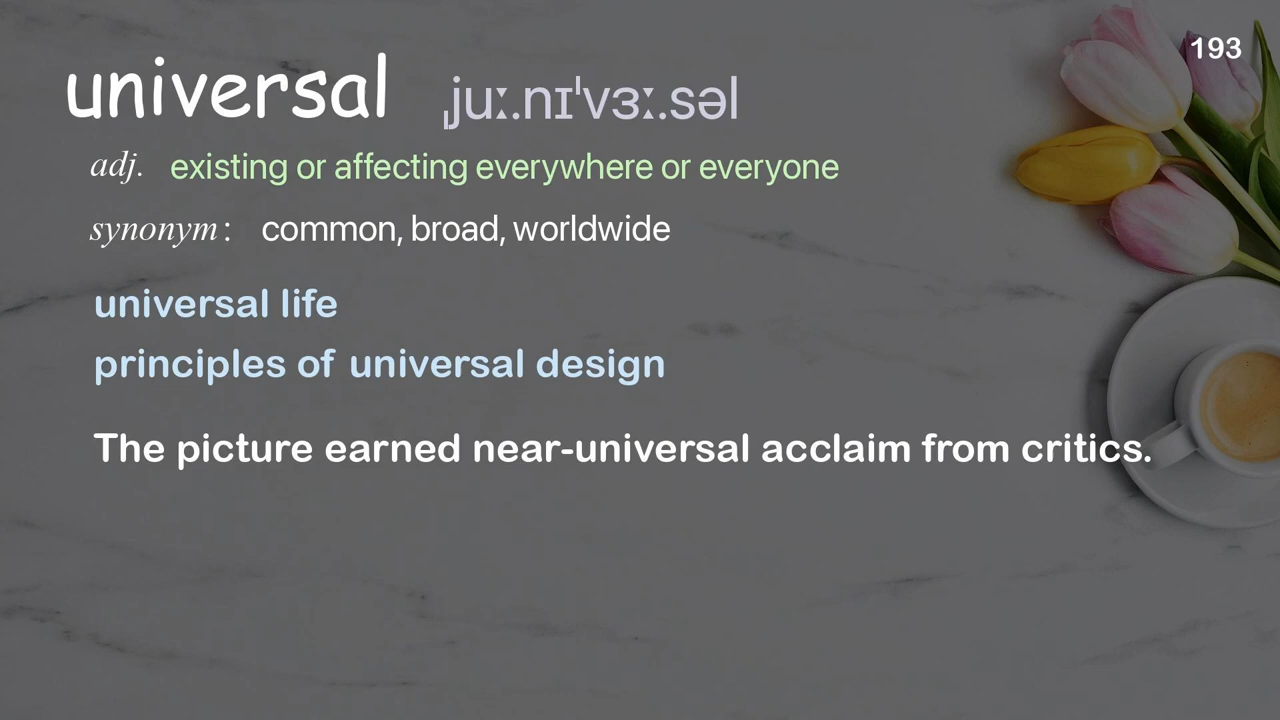 193
universal ˌjuː.nɪˈvɜː.səl
adj. existing or affecting everywhere or everyone
synonym: common, broad, worldwide
universal life
principles of universal design
The picture earned near-universal acclaim from critics.